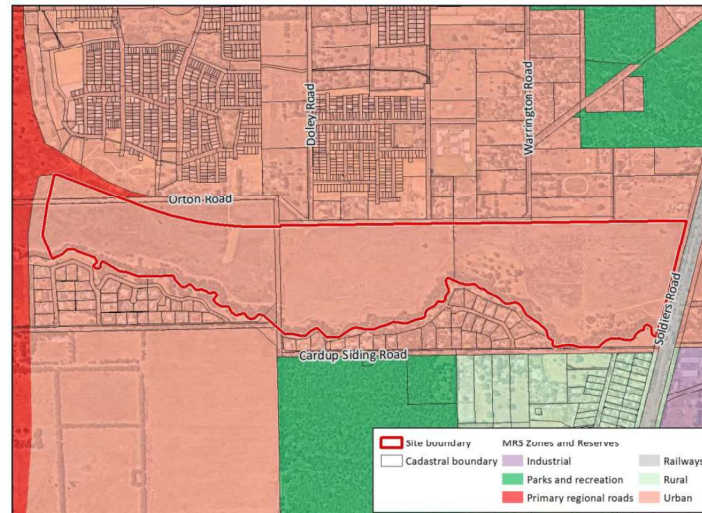 Doley Road
Warrington Road
Orton Road
Soldiers Road
Cardup Siding Road
Site boundary
Cadastral boundary
MRS Zones and Reserves
Industrial
Parks and recreation
Primary regional roads
Railways
Rural
Urban